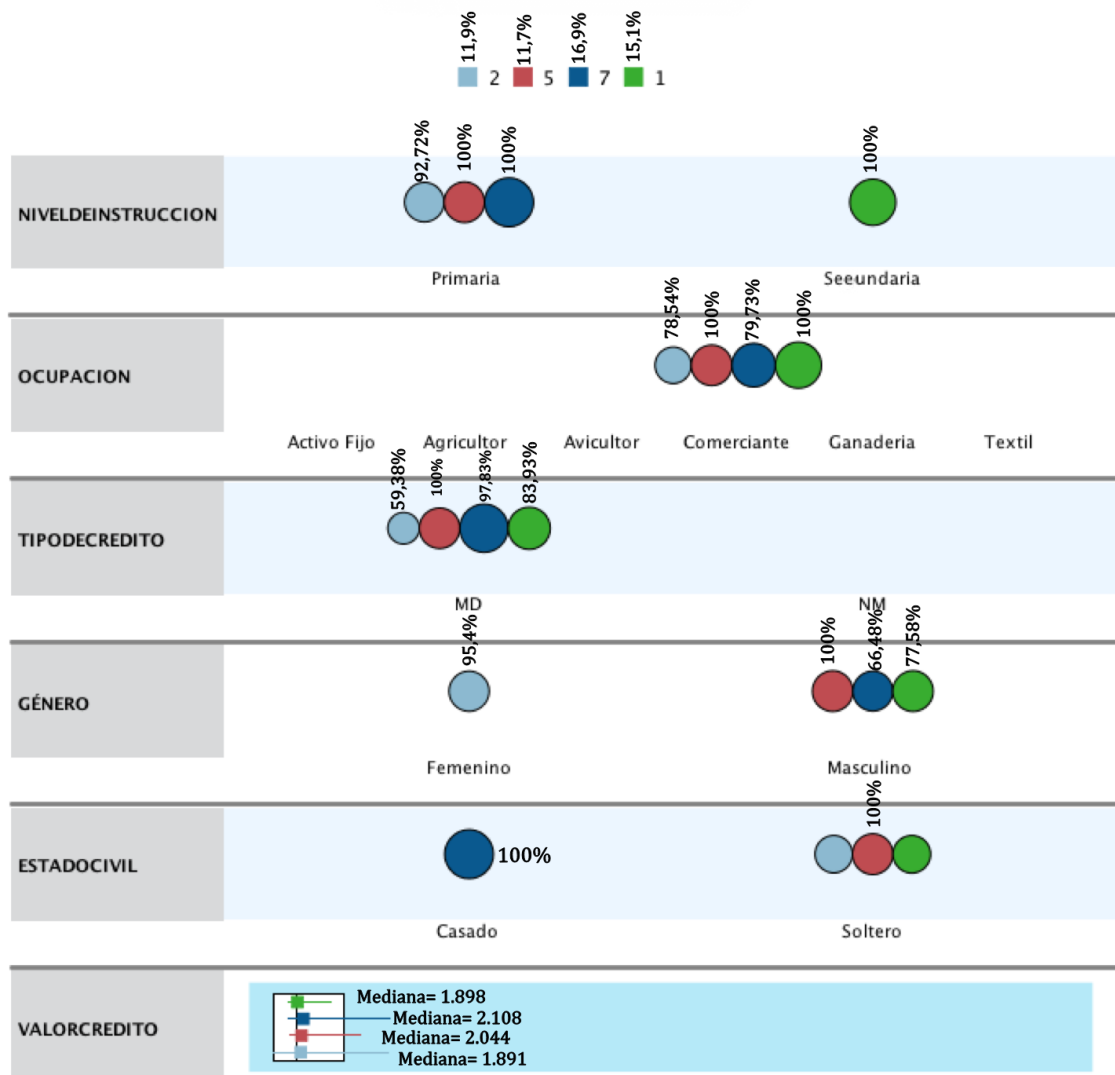 11,9% 11,7% 16,9% 15,1%
2 5 7 1
92,72% 100% 100% 100%
NIVELDEINSTRUCCION
Primaria Seeundaria
78,54% 100% 79,73% 100%
OCUPACION
Activo Fijo Agricultor Avicultor Comerciante Ganaderia Textil
59,38% 100% 97,83% 83,93%
TIPODECREDITO
MD NM
95,4% 100% 66,48% 77,58%
GÉNERO
Femenino Masculino
100%
ESTADOCIVIL
100%
Casado Soltero
VALORCREDITO
Mediana= 1.898
Mediana= 2.108
Mediana= 2.044
Mediana= 1.891